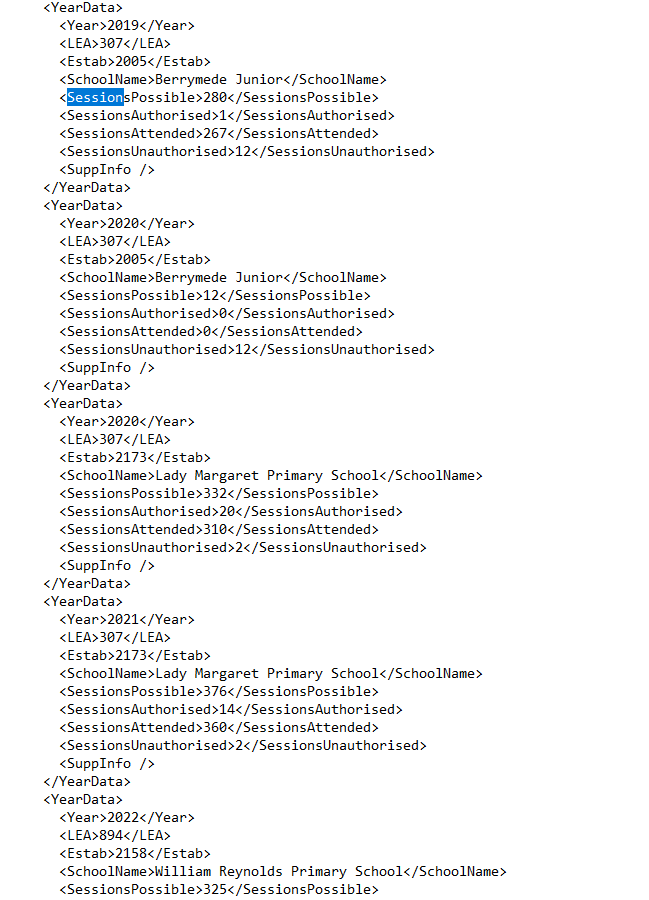 <YearData>
<Year>2019</Year>
<LEA>307</LEA>
<Estab>2005</Estab>
<SchoolName>Berrymede Junior</SchoolName>
<SessionsPossible>280</SessionsPossible>
<SessionsAuthorised>1</SessionsAuthorised>
<SessionsAttended>267</SessionsAttended>
<SessionsUnauthorised>12</SessionsUnauthorised>
<SuppInfo />
</YearData>
<YearData>
<Year>2020</Year>
<LEA>307</LEA>
<Estab>2005</Estab>
<SchoolName>Berrymede Junior</SchoolName>
<SessionsPossible>12</SessionsPossible>
<SessionsAuthorised>0</SessionsAuthorised>
<SessionsAttended>0</SessionsAttended>
<SessionsUnauthorised>12</SessionsUnauthorised>
<SuppInfo />
</YearData>
<YearData>
<Year>2020</Year>
<LEA>307</LEA>
<Estab>2173</Estab>
<SchoolName>Lady Margaret Primary School</SchoolName>
<SessionsPossible>332</SessionsPossible>
<SessionsAuthorised>20</SessionsAuthorised>
<SessionsAttended>310</SessionsAttended>
<SessionsUnauthorised>2</SessionsUnauthorised>
<SuppInfo />
</YearData>
<YearData>
<Year>2021</Year>
<LEA>307</LEA>
<Estab>2173</Estab>
<SchoolName>Lady Margaret Primary School</SchoolName>
<SessionsPossible>376</SessionsPossible>
<SessionsAuthorised>14</SessionsAuthorised>
<SessionsAttended>360</SessionsAttended>
<SessionsUnauthorised>2</SessionsUnauthorised>
<SuppInfo />
</YearData>
<YearData>
<Year>2022</Year>
<LEA>894</LEA>
<Estab>2158</Estab>
<SchoolName>William Reynolds Primary School</SchoolName>
<SessionsPossible>325</SessionsPossible>